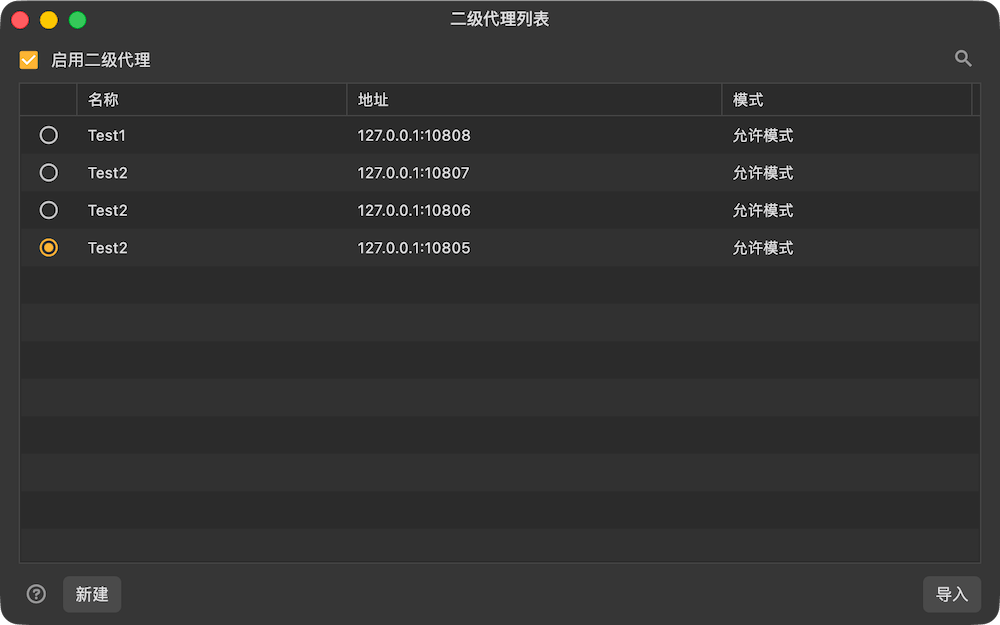 二级代理列表
启用二级代理
名称 地址 模式
Test1 127.0.0.1:10808 允许模式
Test2 127.0.0.1:10807 允许模式
Test2 127.0.0.1:10806 允许模式
Test2 127.0.0.1:10805 允许模式
? 新建 导入